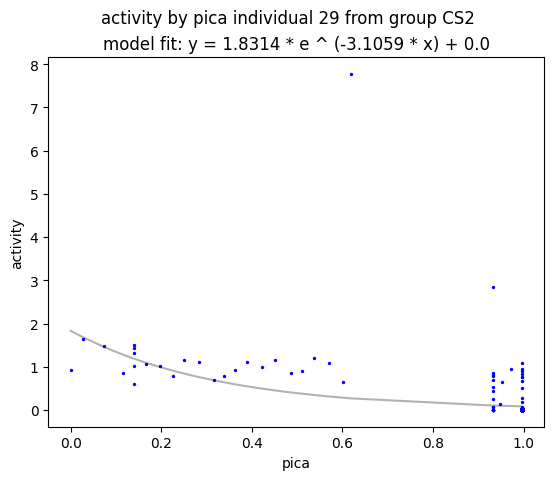 activity by pica individual 29 from group CS2
model fit: y = 1.8314 * e ^ (-3.1059 * x) + 0.0
8
7
6
5
4
3
2
1
0
activity
0.0 0.2 0.4 0.6 0.8 1.0
pica